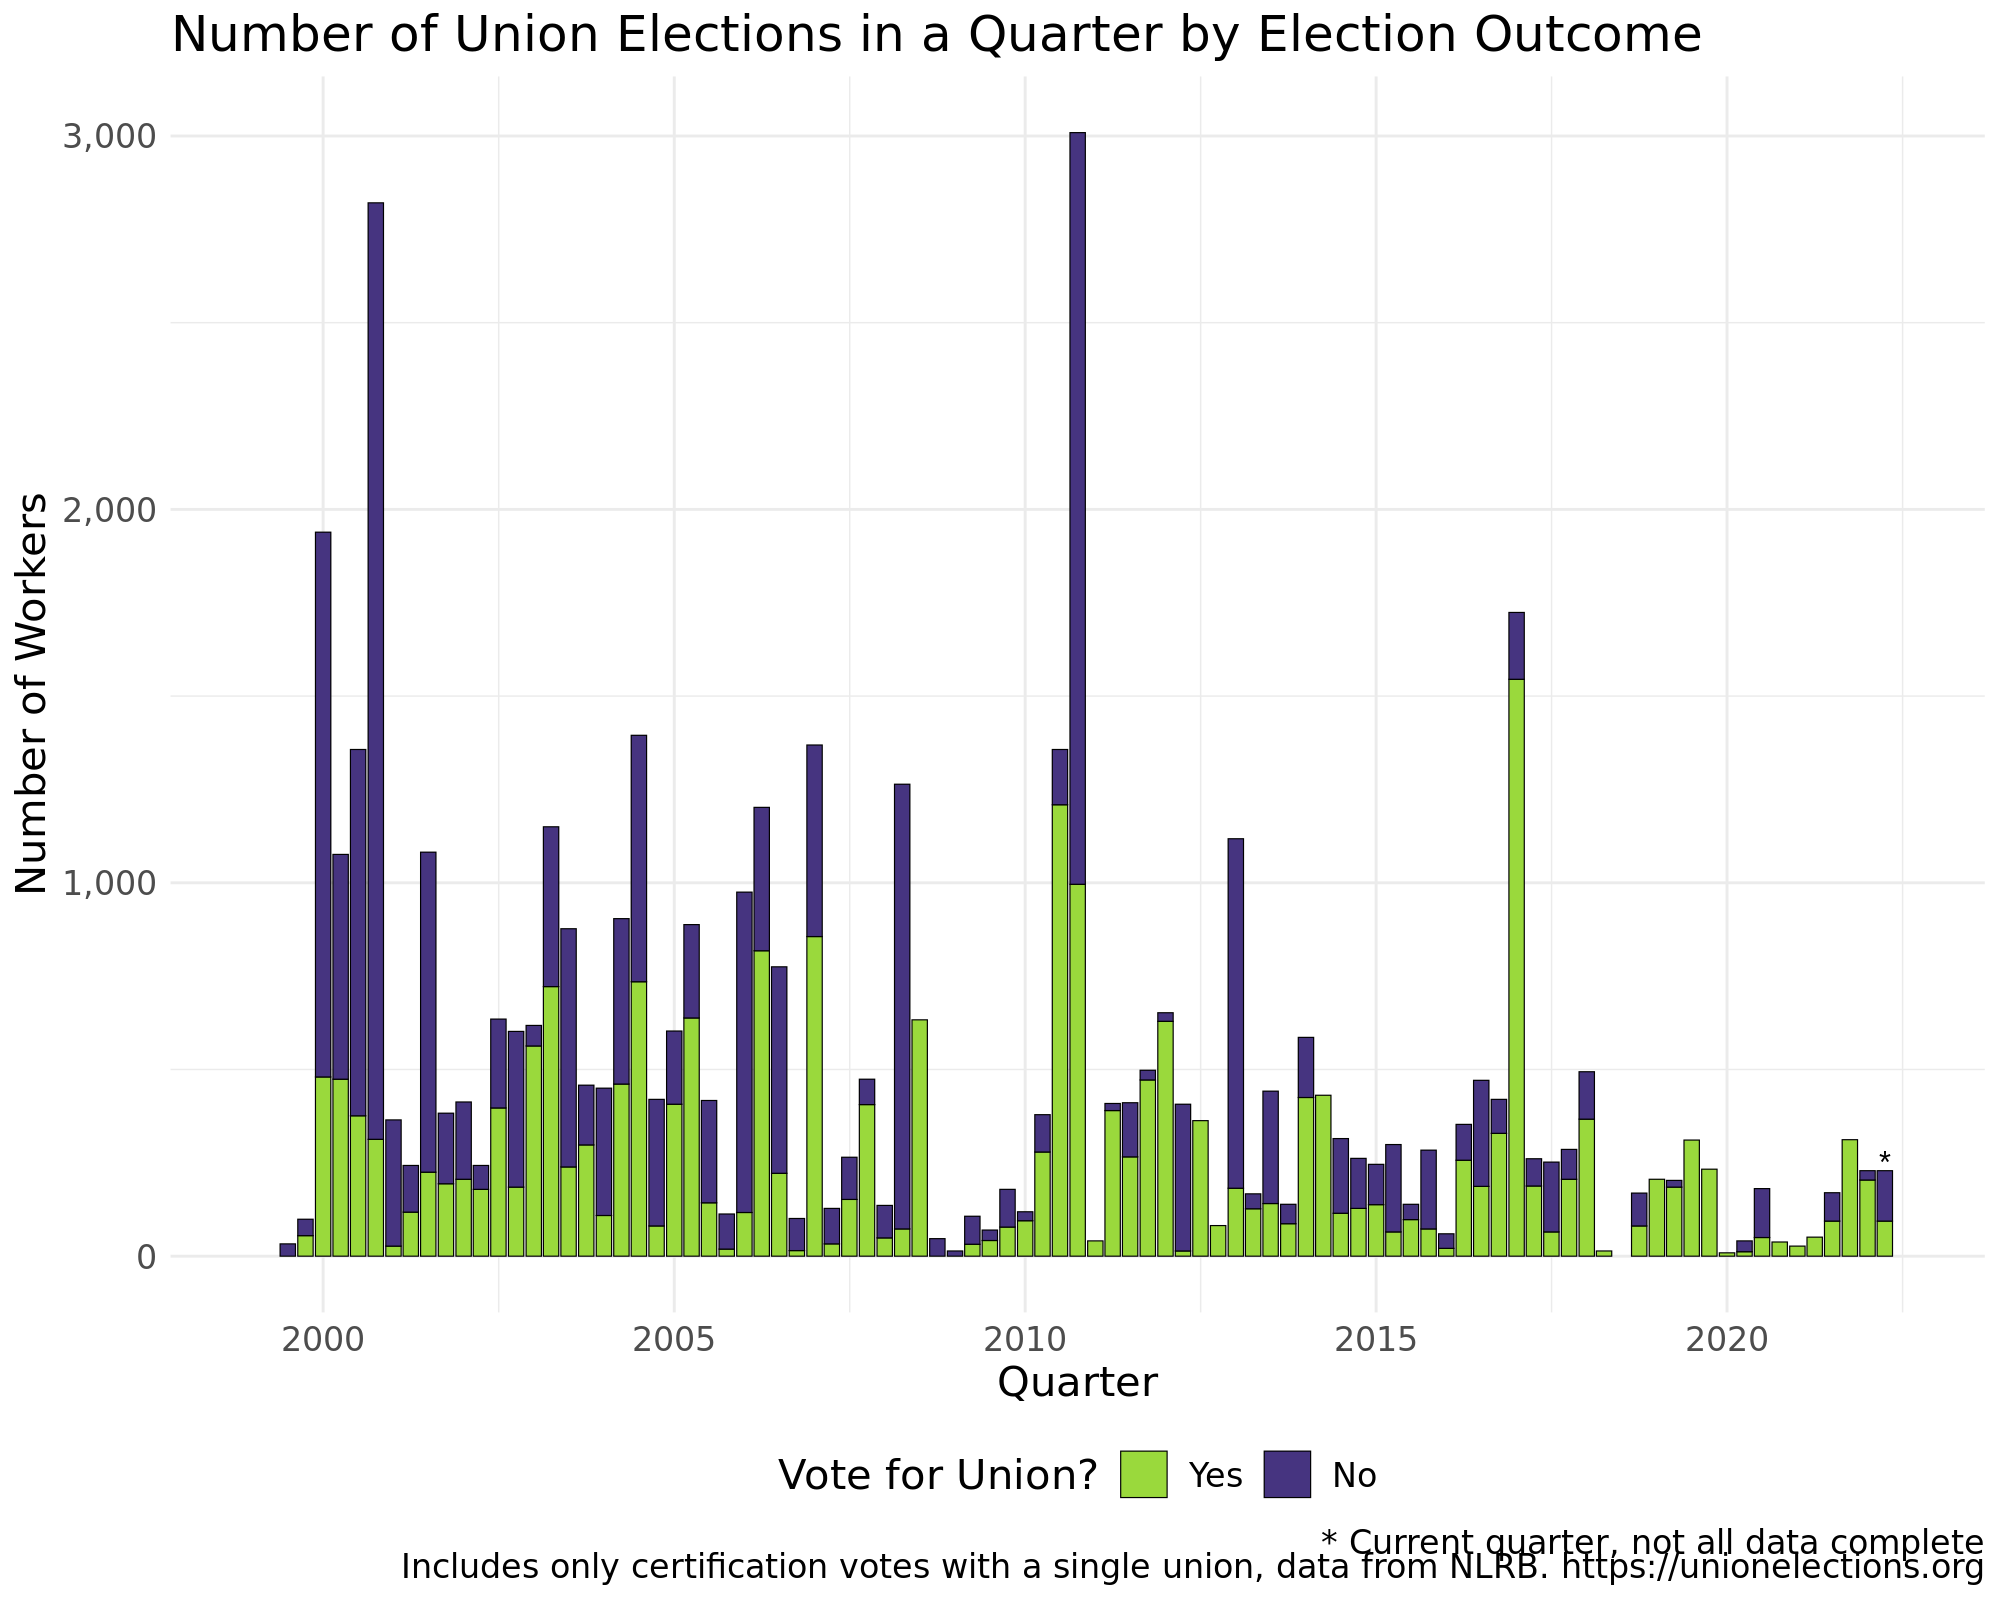 Number of Union Elections in a Quarter by Election Outcome
Number of Workers
3,000
2,000
1,000
0
2000 2005 2010 2015 2020
*
Quarter
Vote for Union? Yes No
* Current quarter, not all data complete
Includes only certification votes with a single union, data from NLRB. https://unionelections.org